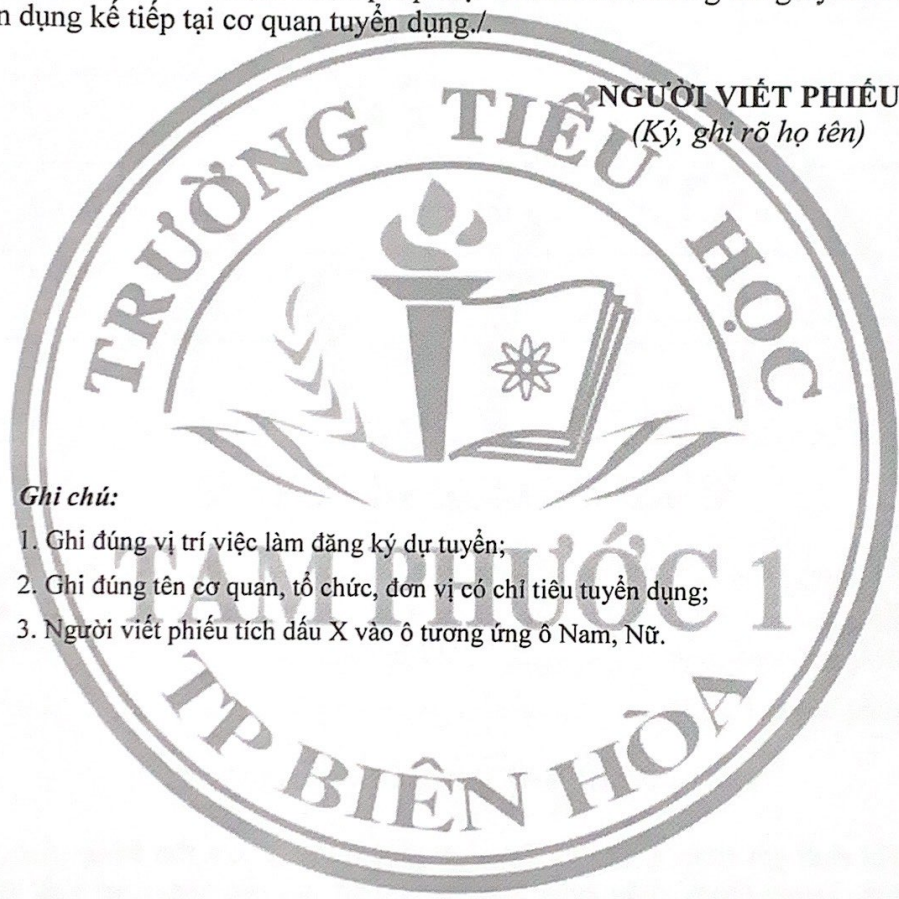 dụng kế tiếp tại cơ quan tuyển dụng./.
NGƯỜI VIẾT PHIẾU
(Ký, ghi rõ họ tên)
TRƯỜNG TIỂU HỌC
Ghi chú:
1. Ghi đúng vị trí việc làm đăng ký dự tuyển;
TAM PHƯỚC 1
2. Ghi đúng tên cơ quan, tổ chức, đơn vị có chỉ tiêu tuyển dụng;
3. Người viết phiếu tích dấu X vào ô tương ứng ô Nam, Nữ.
TP BIÊN HÒA